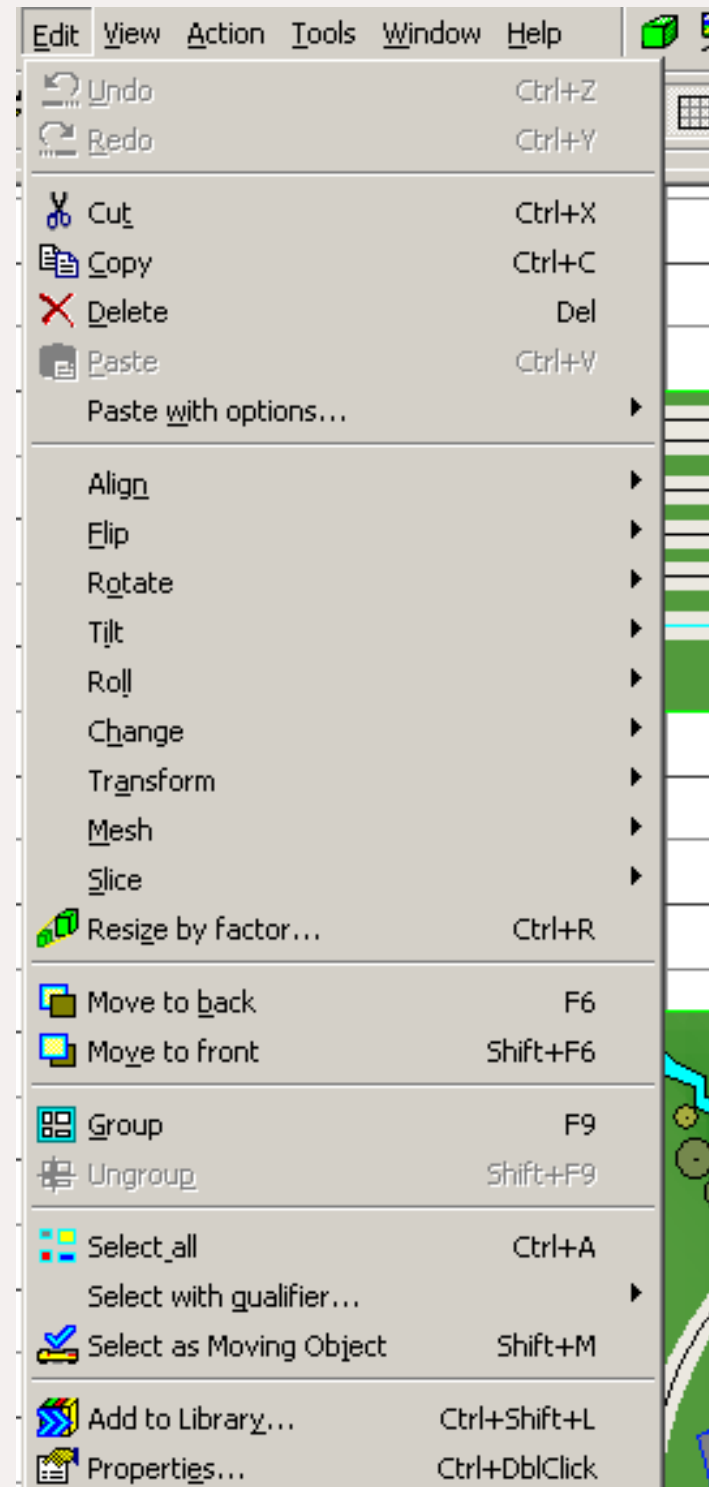 Edit View Action Tools Window Help
Undo Ctrl+Z
Redo Ctrl+Y
Cut Ctrl+X
Copy Ctrl+C
Delete Del
Paste Ctrl+V
Paste with options...
Align
Flip
Rotate
Tilt
Roll
Change
Transform
Mesh
Slice
Resize by factor... Ctrl+R
Move to back F6
Move to front Shift+F6
Group F9
Ungroup Shift+F9
Select all Ctrl+A
Select with qualifier...
Select as Moving Object Shift+M
Add to Library... Ctrl+Shift+L
Properties... Ctrl+DblClick